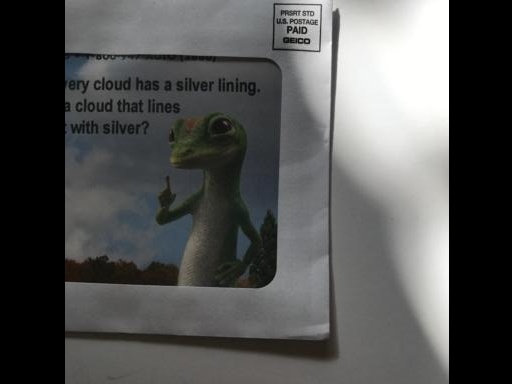 PRSRT STD
U.S. POSTAGE
PAID
GEICO
very cloud has a silver lining.
a cloud that lines
t with silver?